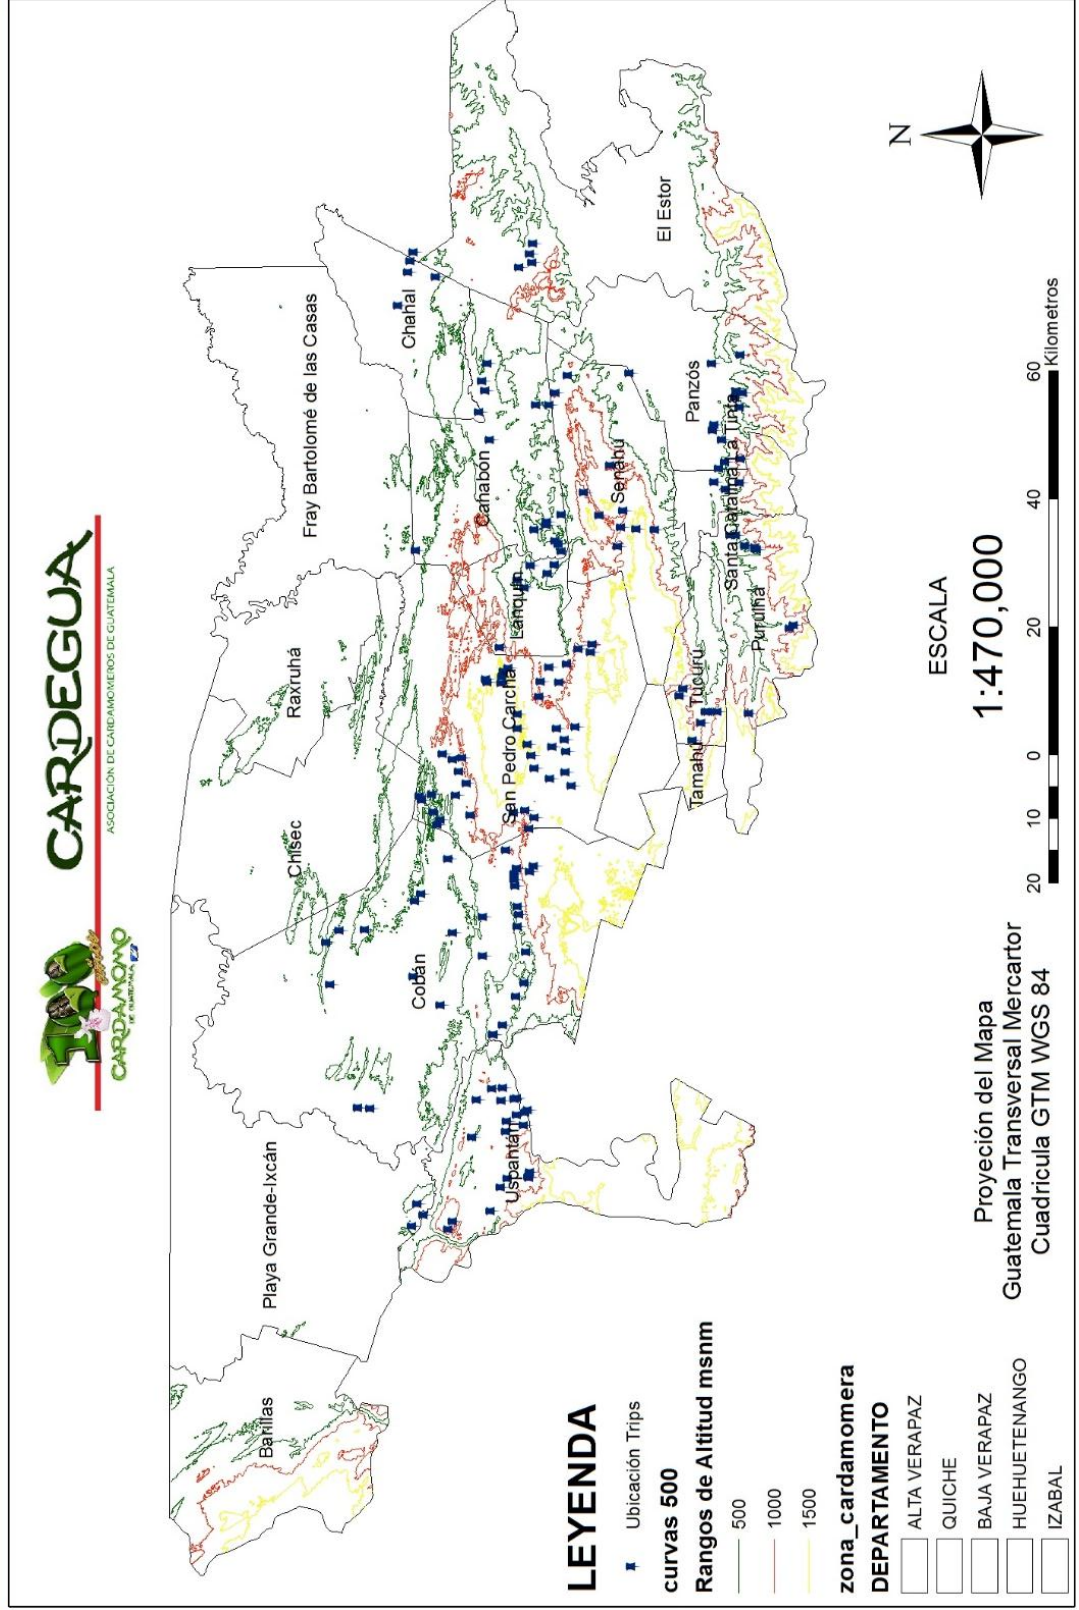 CARDEGUA
ASOCIACIÓN DE CARDAMOMEROS DE GUATEMALA
CARDAMOMO
DE GUATEMALA
Barillas
Playa Grande-Ixcán
Chisec
Raxruhá
Fray Bartolomé de las Casas
Chahal
Cobán
Uspantán
San Pedro Carchá
Lanquín
Cahabón
Senahú
Panzós
El Estor
Tamahú
Tucurú
Purulhá
Santa Catalina La Tinta
N
LEYENDA
Ubicación Trips
curvas 500
Rangos de Altitud msnm
500
1000
1500
zona_cardamomera
DEPARTAMENTO
ALTA VERAPAZ
QUICHE
BAJA VERAPAZ
HUEHUETENANGO
IZABAL
Proyeción del Mapa
Guatemala Transversal Mercartor
Cuadricula GTM WGS 84
ESCALA
1:470,000
20 10 0 20 40 60
Kilometros